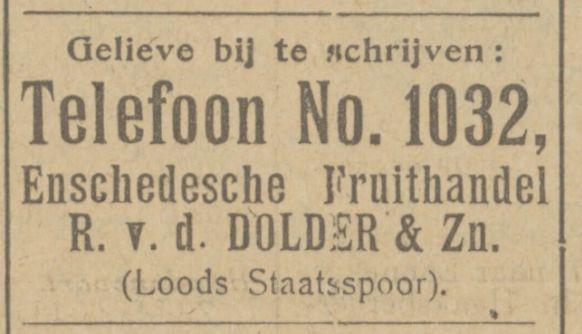 Gelieve bij te schrijven:
Telefoon No. 1032,
Enschedesche Fruithandel
R. v. d. DOLDER & Zn.
(Loods Staatsspoor).